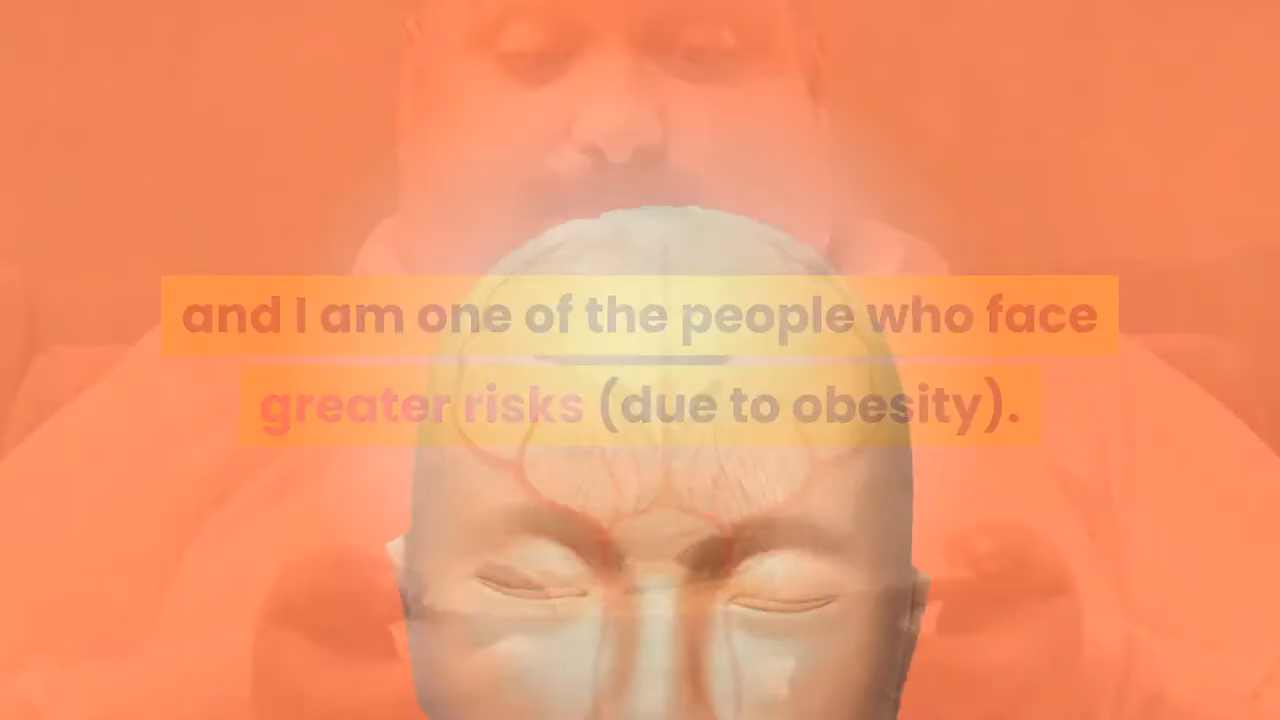 and I am one of the people who face
greater risks (due to obesity).